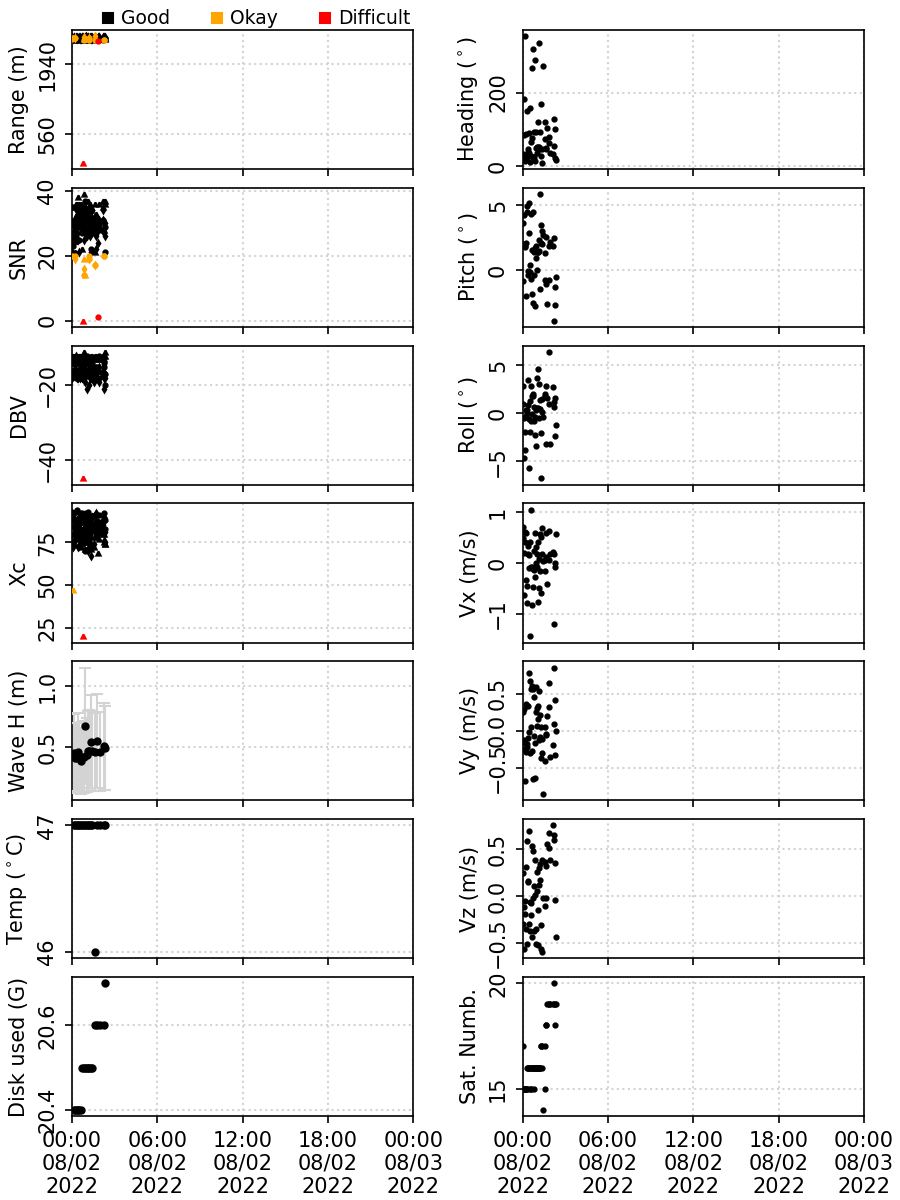 Good Okay Difficult
Range (m)
1940
560
Heading (°)
200
0
SNR
40
20
0
Pitch (°)
5
0
DBV
−20
−40
Roll (°)
5
0
−5
Xc
75
50
25
Vx (m/s)
1
0
−1
Wave H (m)
1.0
0.5
Vy (m/s)
0.5
0.0
−0.5
Temp (°C)
47
46
Vz (m/s)
0.5
0.0
−0.5
Disk used (G)
20.6
20.4
Sat. Numb.
20
15
00:00 06:00 12:00 18:00 00:00
08/02 08/02 08/02 08/02 08/03
2022 2022 2022 2022 2022
00:00 06:00 12:00 18:00 00:00
08/02 08/02 08/02 08/02 08/03
2022 2022 2022 2022 2022